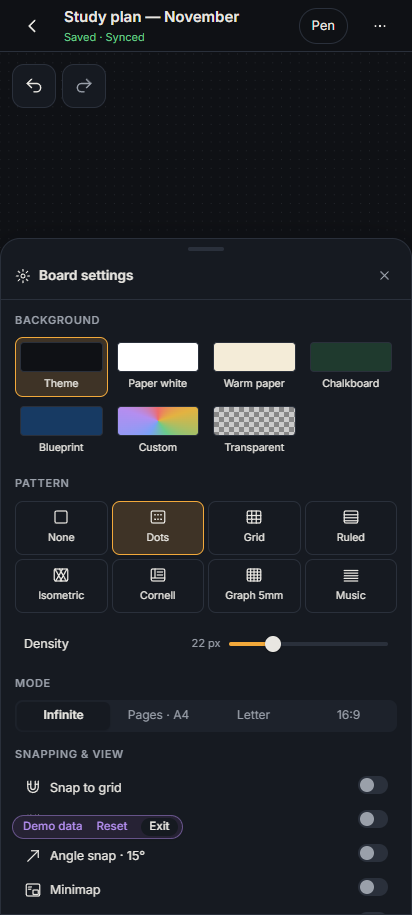 Study plan — November
Saved · Synced
Pen
Board settings
BACKGROUND
Theme
Paper white
Warm paper
Chalkboard
Blueprint
Custom
Transparent
PATTERN
None
Dots
Grid
Ruled
Isometric
Cornell
Graph 5mm
Music
Density
22 px
MODE
Infinite
Pages · A4
Letter
16:9
SNAPPING & VIEW
Snap to grid
Demo data
Reset
Exit
Angle snap · 15°
Minimap